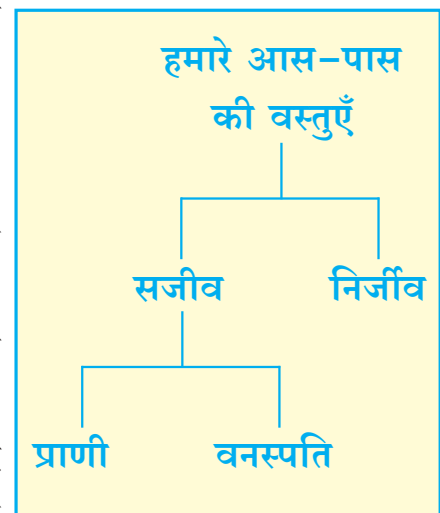 हमारे आस-पास
की वस्तुएँ
सजीव निर्जीव
प्राणी वनस्पति